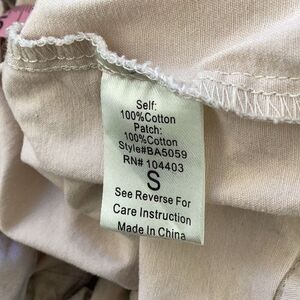 Self:
100%Cotton
Patch:
100%Cotton
Style#BA5059
RN# 104403
S
See Reverse For
Care Instruction
Made In China